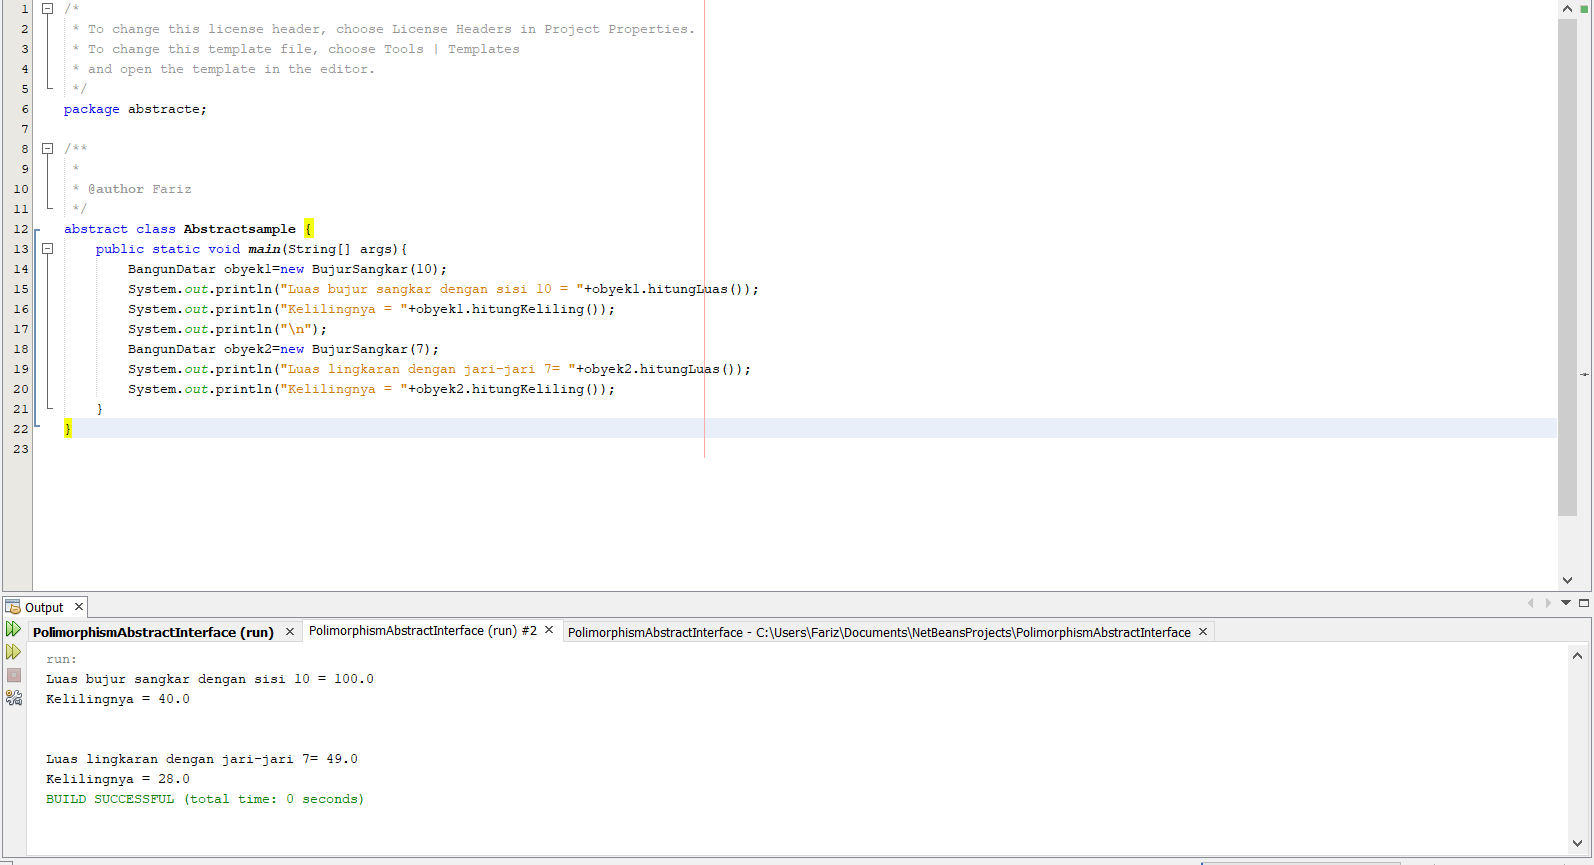 1 /*
2  * To change this license header, choose License Headers in Project Properties.
3  * To change this template file, choose Tools | Templates
4  * and open the template in the editor.
5  */
6 package abstracte;
7
8 /**
9  *
10  * @author Fariz
11  */
12 abstract class Abstractsample {
13     public static void main(String[] args){
14         BangunDatar obyek1=new BujurSangkar(10);
15         System.out.println("Luas bujur sangkar dengan sisi 10 = "+obyek1.hitungLuas());
16         System.out.println("Kelilingnya = "+obyek1.hitungKeliling());
17         System.out.println("\n");
18         BangunDatar obyek2=new BujurSangkar(7);
19         System.out.println("Luas lingkaran dengan jari-jari 7= "+obyek2.hitungLuas());
20         System.out.println("Kelilingnya = "+obyek2.hitungKeliling());
21     }
22 }
23
Output
PolimorphismAbstractInterface (run) PolimorphismAbstractInterface (run) #2 PolimorphismAbstractInterface - C:\Users\Fariz\Documents\NetBeansProjects\PolimorphismAbstractInterface
run:
Luas bujur sangkar dengan sisi 10 = 100.0
Kelilingnya = 40.0
Luas lingkaran dengan jari-jari 7= 49.0
Kelilingnya = 28.0
BUILD SUCCESSFUL (total time: 0 seconds)